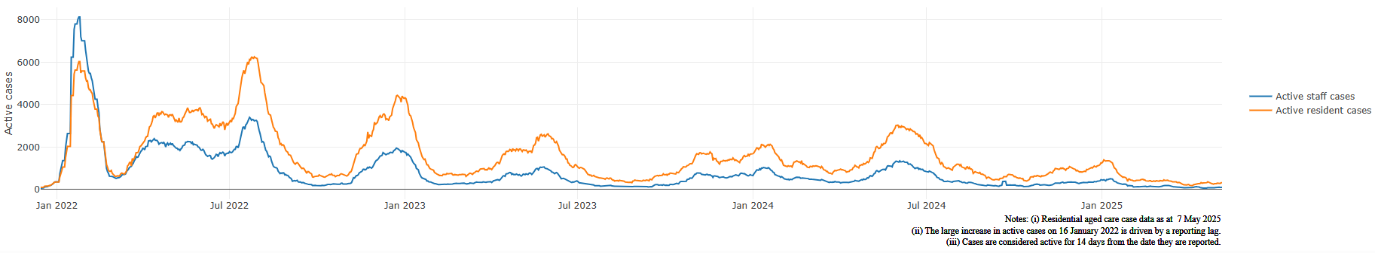 8000
6000
4000
2000
0
Active cases
Jan 2022
Jul 2022
Jan 2023
Jul 2023
Jan 2024
Jul 2024
Jan 2025
Active staff cases
Active resident cases
Notes: (i) Residential aged care case data as at 7 May 2025
(ii) The large increase in active cases on 16 January 2022 is driven by a reporting lag.
(iii) Cases are considered active for 14 days from the date they are reported.